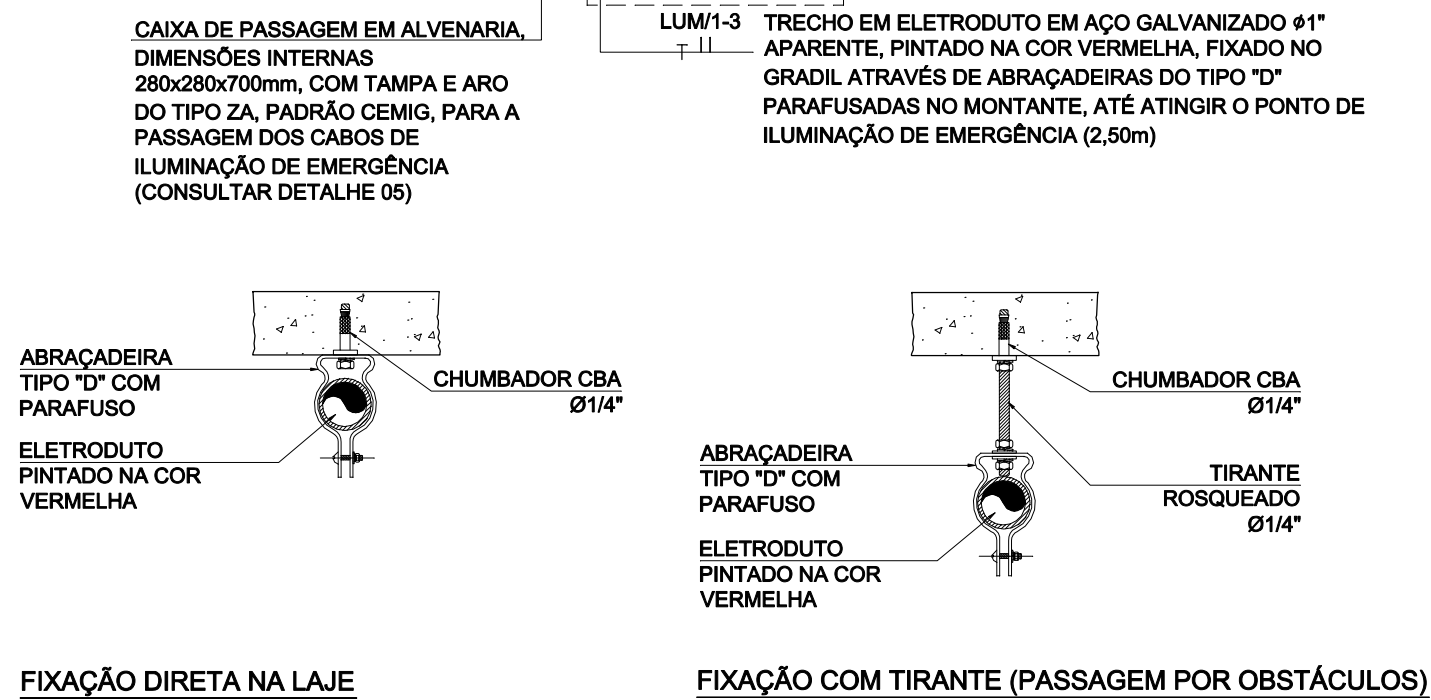 CAIXA DE PASSAGEM EM ALVENARIA,
DIMENSÕES INTERNAS
280x280x700mm, COM TAMPA E ARO
DO TIPO ZA, PADRÃO CEMIG, PARA A
PASSAGEM DOS CABOS DE
ILUMINAÇÃO DE EMERGÊNCIA
(CONSULTAR DETALHE 05)
LUM/1-3
TRECHO EM ELETRODUTO EM AÇO GALVANIZADO ϕ1"
APARENTE, PINTADO NA COR VERMELHA, FIXADO NO
GRADIL ATRAVÉS DE ABRAÇADEIRAS DO TIPO "D"
PARAFUSADAS NO MONTANTE, ATÉ ATINGIR O PONTO DE
ILUMINAÇÃO DE EMERGÊNCIA (2,50m)
ABRAÇADEIRA
TIPO "D" COM
PARAFUSO
CHUMBADOR CBA
Ø1/4"
ELETRODUTO
PINTADO NA COR
VERMELHA
FIXAÇÃO DIRETA NA LAJE
CHUMBADOR CBA
Ø1/4"
ABRAÇADEIRA
TIPO "D" COM
PARAFUSO
TIRANTE
ROSQUEADO
Ø1/4"
ELETRODUTO
PINTADO NA COR
VERMELHA
FIXAÇÃO COM TIRANTE (PASSAGEM POR OBSTÁCULOS)